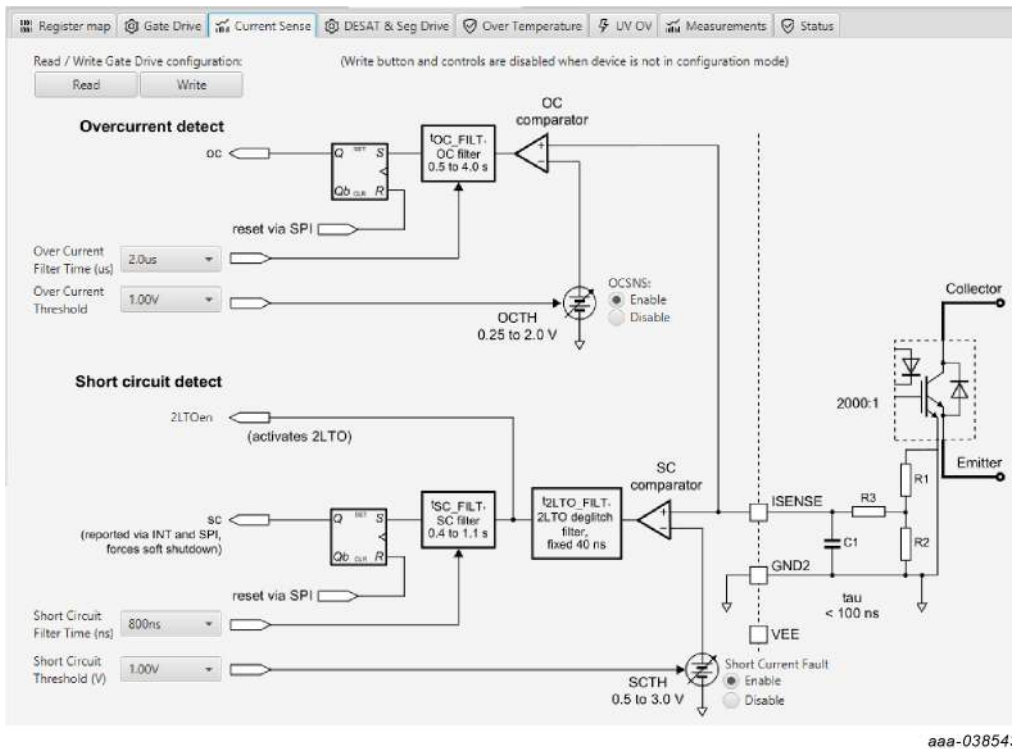 Register map
Gate Drive
Current Sense
DESAT & Seg Drive
Over Temperature
UV OV
Measurements
Status
Read / Write Gate Drive configuration:
(Write button and controls are disabled when device is not in configuration mode)
Read
Write
Overcurrent detect
OC
comparator
OC
Q SET S
Qb CLR R
tOC_FILT,
OC filter
0.5 to 4.0 s
+
−
reset via SPI
Over Current
Filter Time (us)
2.0us
Over Current
Threshold
1.00V
OCTH
0.25 to 2.0 V
OCSNS:
Enable
Disable
Collector
2000:1
Emitter
Short circuit detect
2LTOen
(activates 2LTO)
SC
comparator
SC
(reported via INT and SPI,
forces soft shutdown)
Q SET S
Qb CLR R
tSC_FILT,
SC filter
0.4 to 1.1 s
t2LTO_FILT,
2LTO deglitch
filter,
fixed 40 ns
+
−
ISENSE
R3
R1
R2
C1
GND2
tau
< 100 ns
VEE
reset via SPI
Short Circuit
Filter Time (ns)
800ns
Short Circuit
Threshold (V)
1.00V
SCTH
0.5 to 3.0 V
Short Current Fault
Enable
Disable